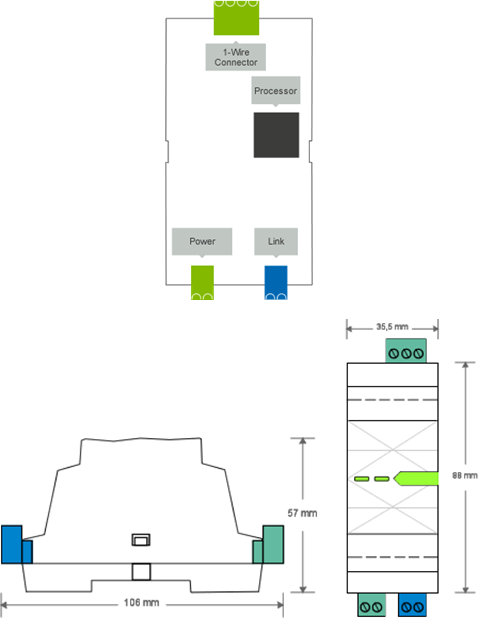 1-Wire
Connector
Processor
Power
Link
35,5 mm
88 mm
57 mm
106 mm